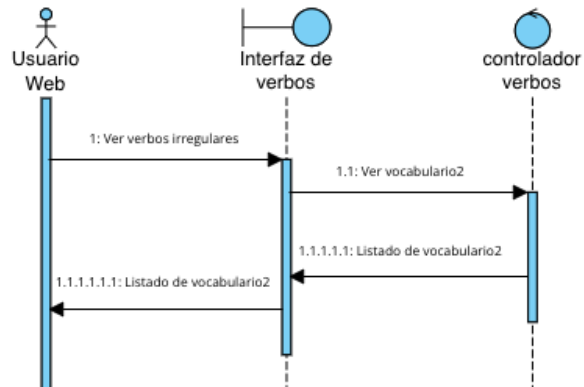 Usuario
Web
Interfaz de
verbos
controlador
verbos
1: Ver verbos irregulares
1.1: Ver vocabulario2
1.1.1.1.1: Listado de vocabulario2
1.1.1.1.1.1: Listado de vocabulario2